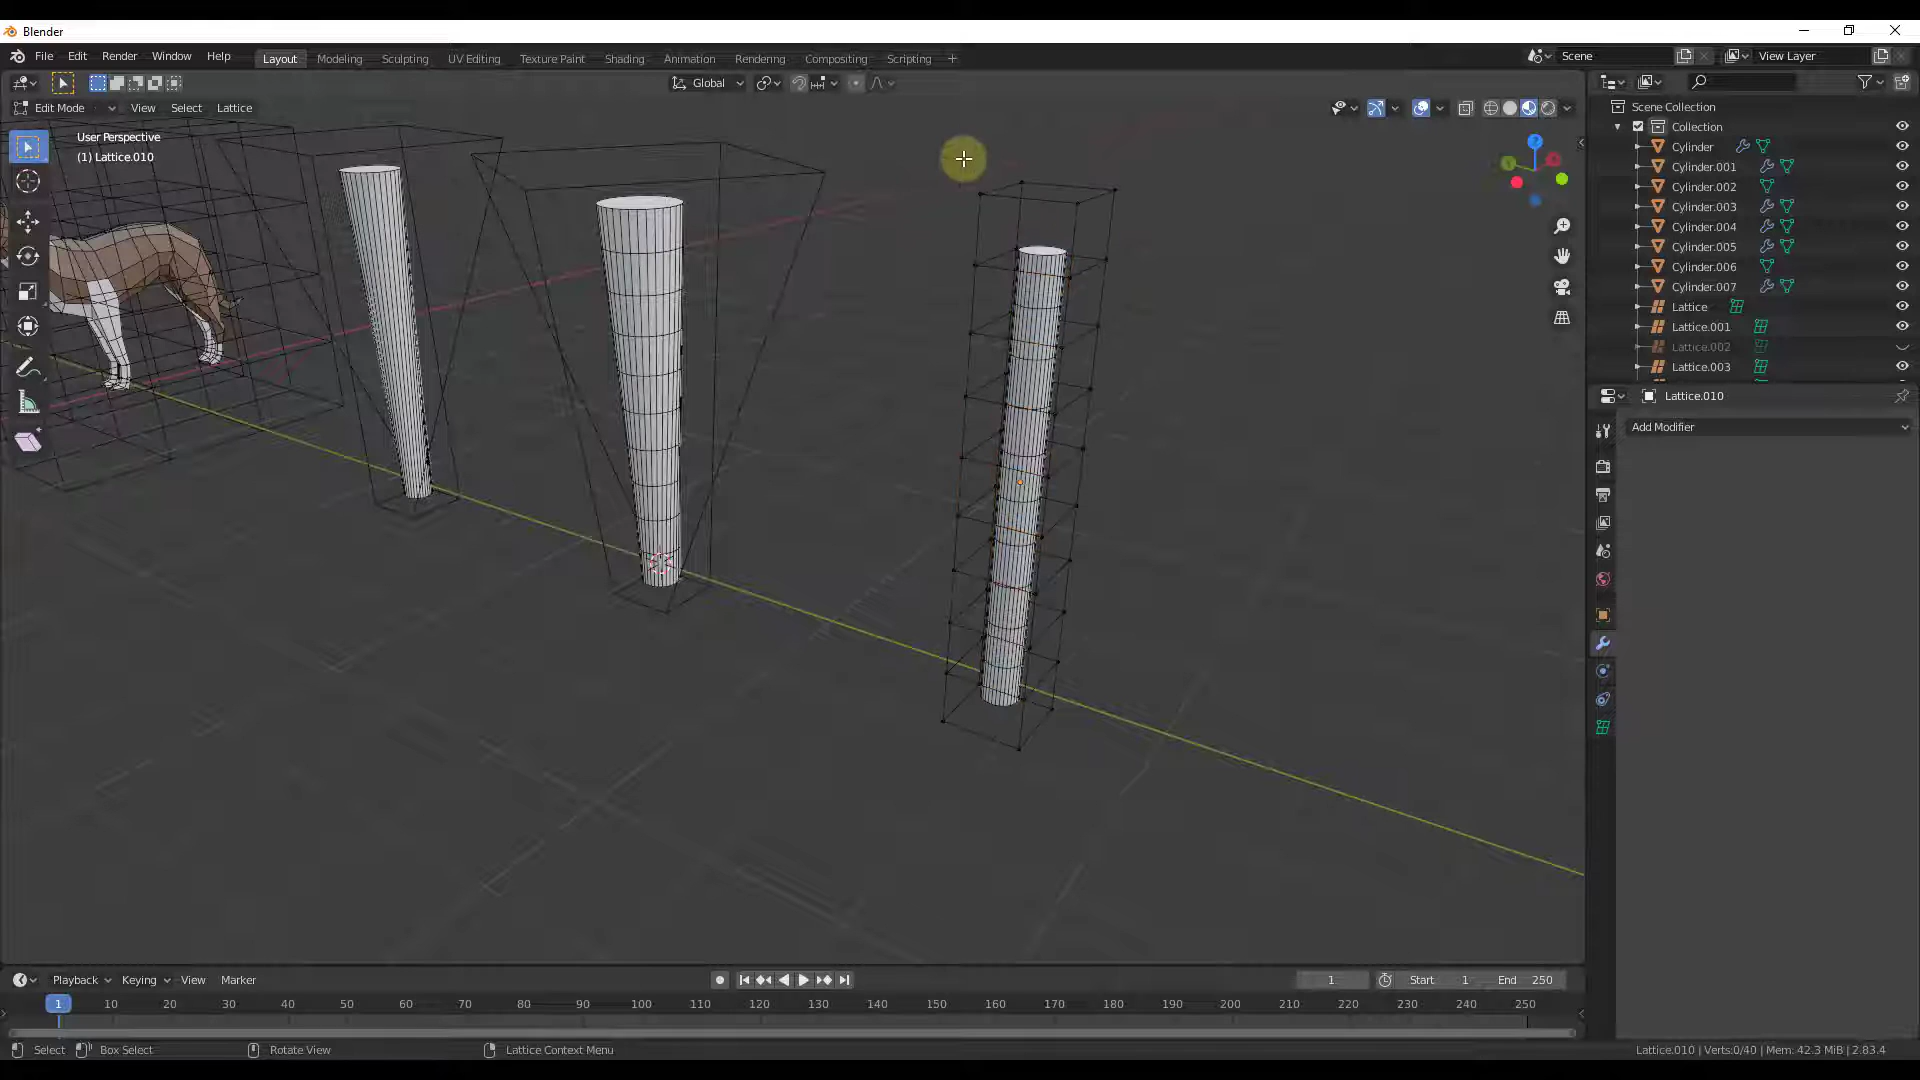 Blender
File Edit Render Window Help Layout Modeling Sculpting UV Editing Texture Paint Shading Animation Rendering Compositing Scripting + Scene View Layer
Global
Edit Mode View Select Lattice
User Perspective
(1) Lattice.010
Scene Collection
Collection
Cylinder
Cylinder.001
Cylinder.002
Cylinder.003
Cylinder.004
Cylinder.005
Cylinder.006
Cylinder.007
Lattice
Lattice.001
Lattice.002
Lattice.003
Lattice.010
Add Modifier
Playback Keying View Marker 1 Start 1 End 250
1 10 20 30 40 50 60 70 80 90 100 110 120 130 140 150 160 170 180 190 200 210 220 230 240 250
Select Box Select Rotate View Lattice Context Menu Lattice.010 | Verts:0/40 | Mem: 42.3 MiB | 2.83.4